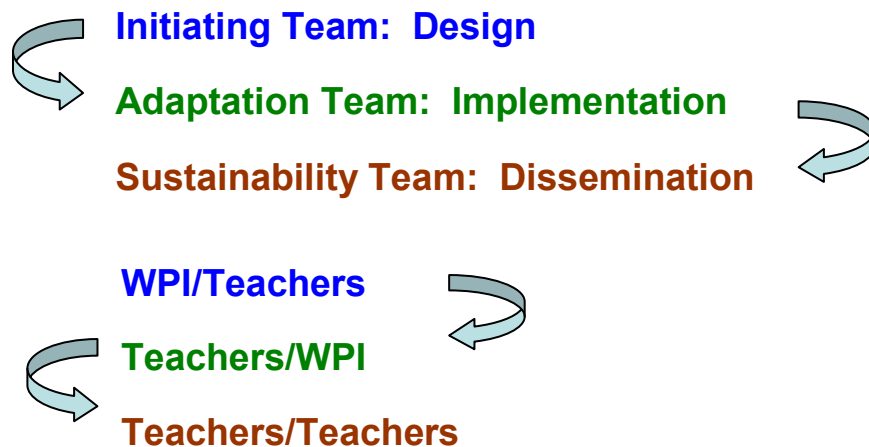 Initiating Team: Design
Adaptation Team: Implementation
Sustainability Team: Dissemination
WPI/Teachers
Teachers/WPI
Teachers/Teachers